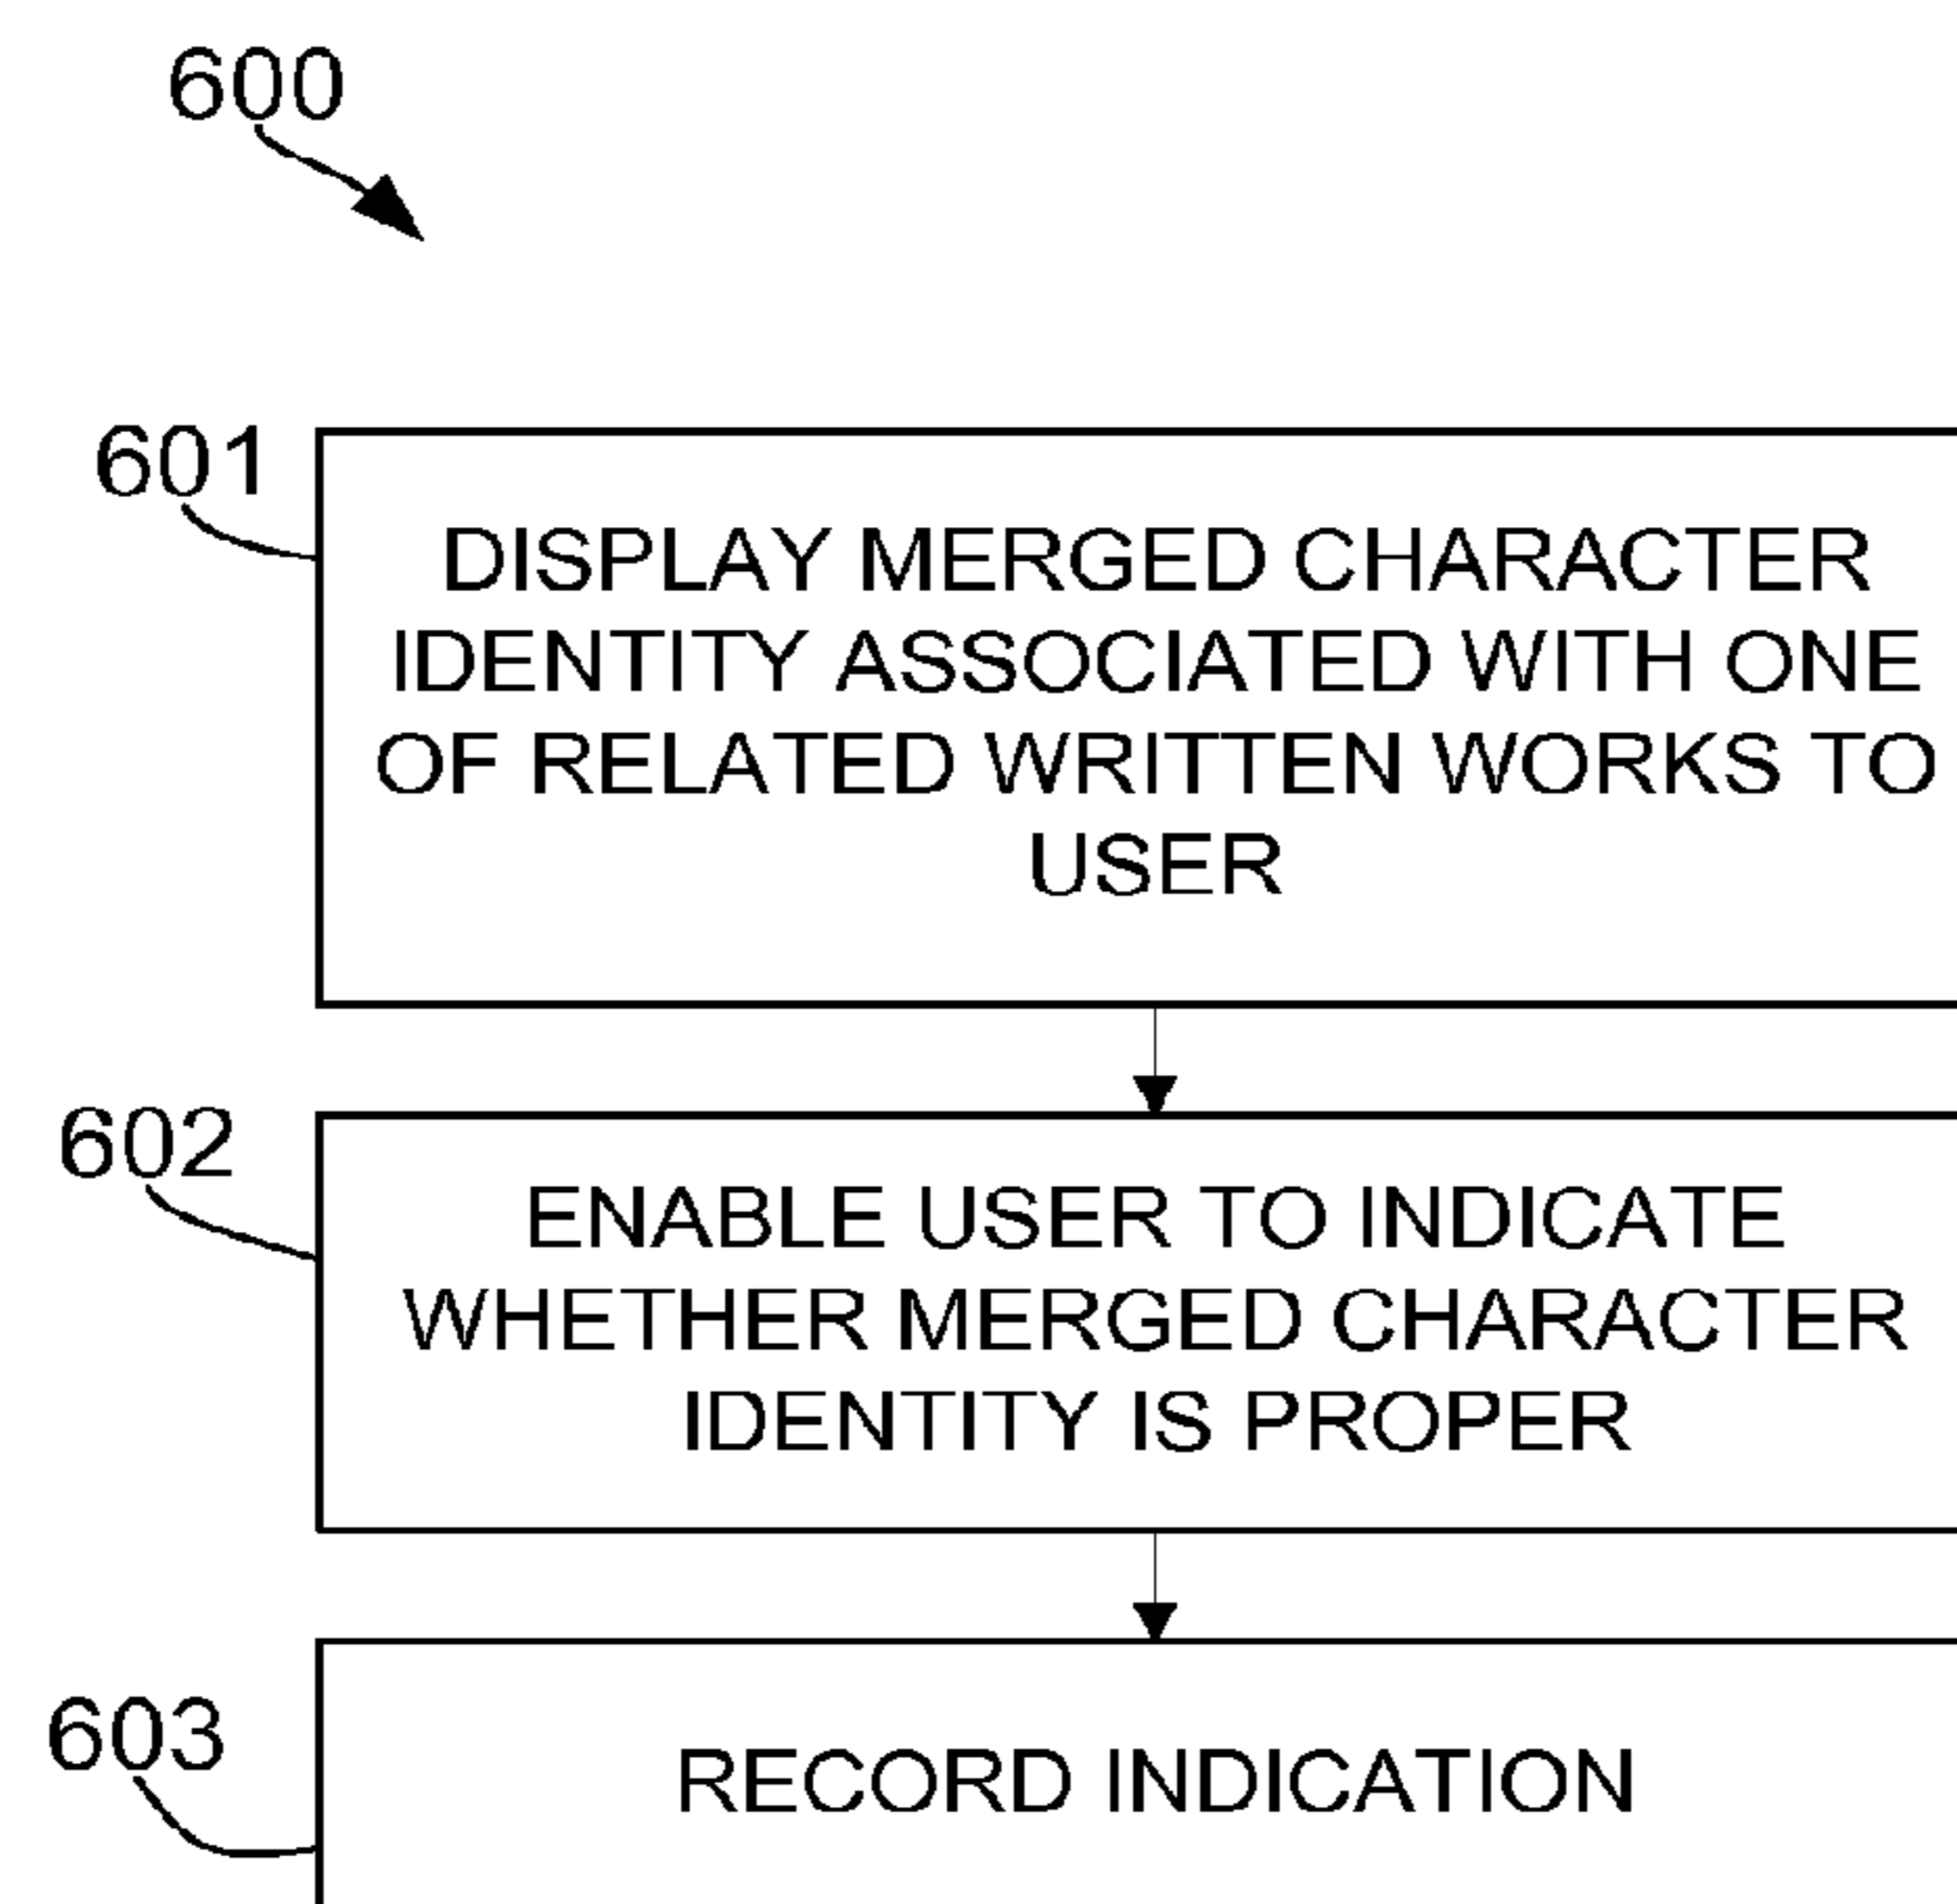 600
601
DISPLAY MERGED CHARACTER
IDENTITY ASSOCIATED WITH ONE
OF RELATED WRITTEN WORKS TO
USER
602
ENABLE USER TO INDICATE
WHETHER MERGED CHARACTER
IDENTITY IS PROPER
603
RECORD INDICATION